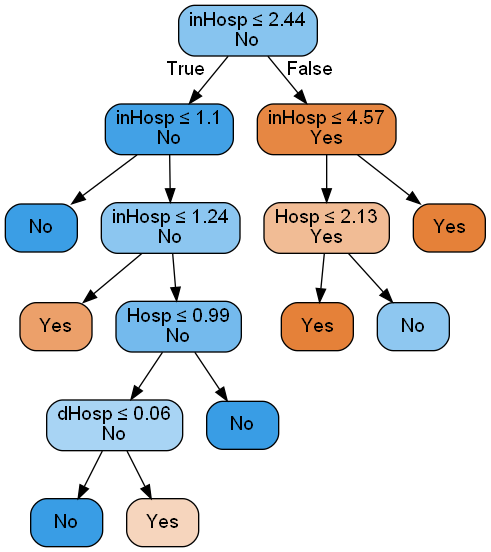 inHosp ≤ 2.44
No
True
False
inHosp ≤ 1.1
No
inHosp ≤ 4.57
Yes
No
inHosp ≤ 1.24
No
Hosp ≤ 2.13
Yes
Yes
Yes
Hosp ≤ 0.99
No
Yes
No
dHosp ≤ 0.06
No
No
No
Yes